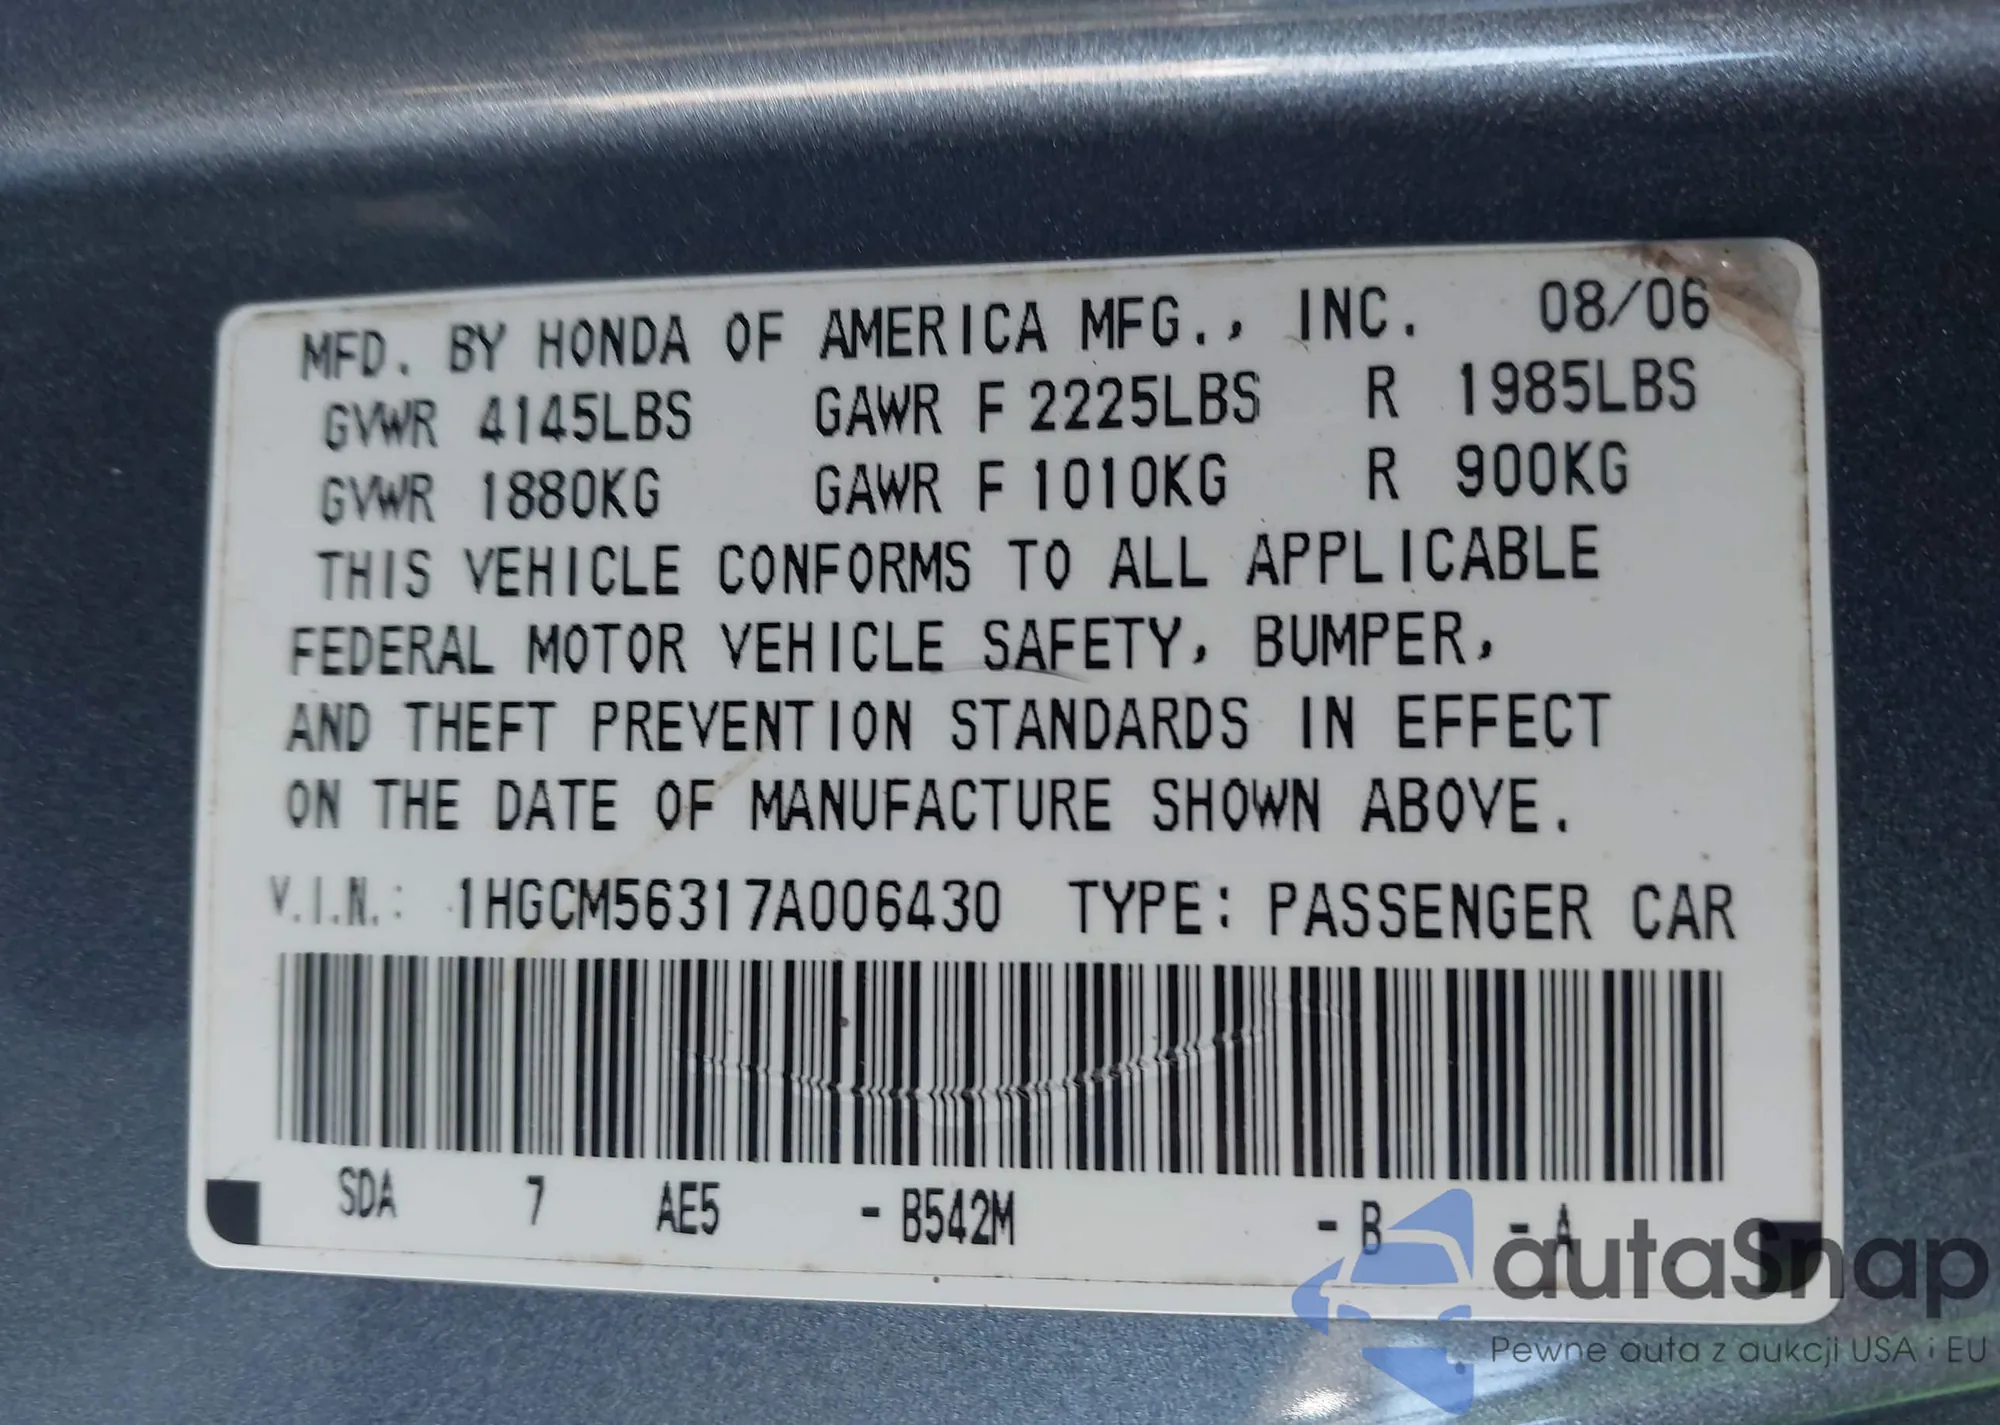 MFD. BY HONDA OF AMERICA MFG., INC. 08/06
GVWR 4145LBS GAWR F 2225LBS R 1985LBS
GVWR 1880KG GAWR F 1010KG R 900KG
THIS VEHICLE CONFORMS TO ALL APPLICABLE
FEDERAL MOTOR VEHICLE SAFETY, BUMPER,
AND THEFT PREVENTION STANDARDS IN EFFECT
ON THE DATE OF MANUFACTURE SHOWN ABOVE.
V.I.N.: 1HGCM56317A006430 TYPE: PASSENGER CAR
SDA 7 AE5 - B542M - B - A
autaSnap
Pewne auta z aukcji USA i EU